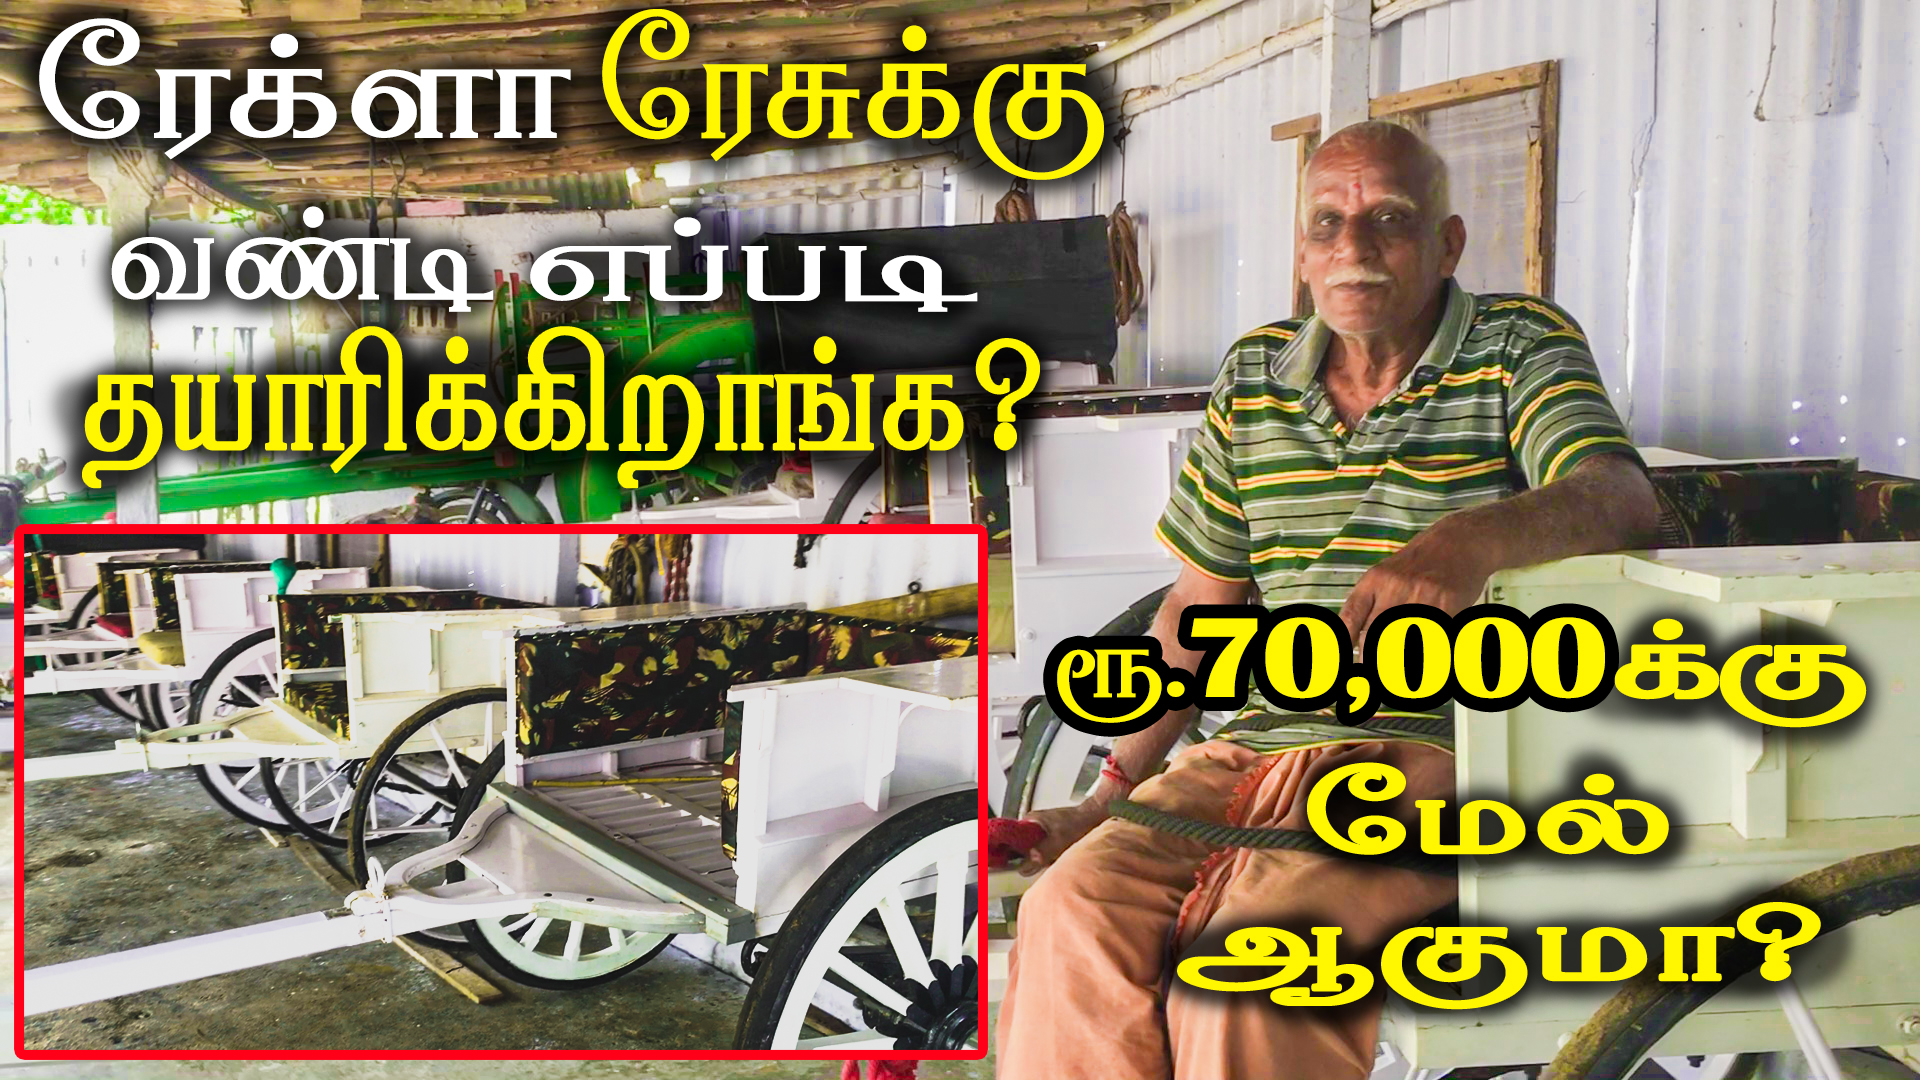 ரேக்ளா ரேசுக்கு
வண்டி எப்படி
தயாரிக்கிறாங்க?
ரூ.70,000க்கு
மேல்
ஆகுமா?